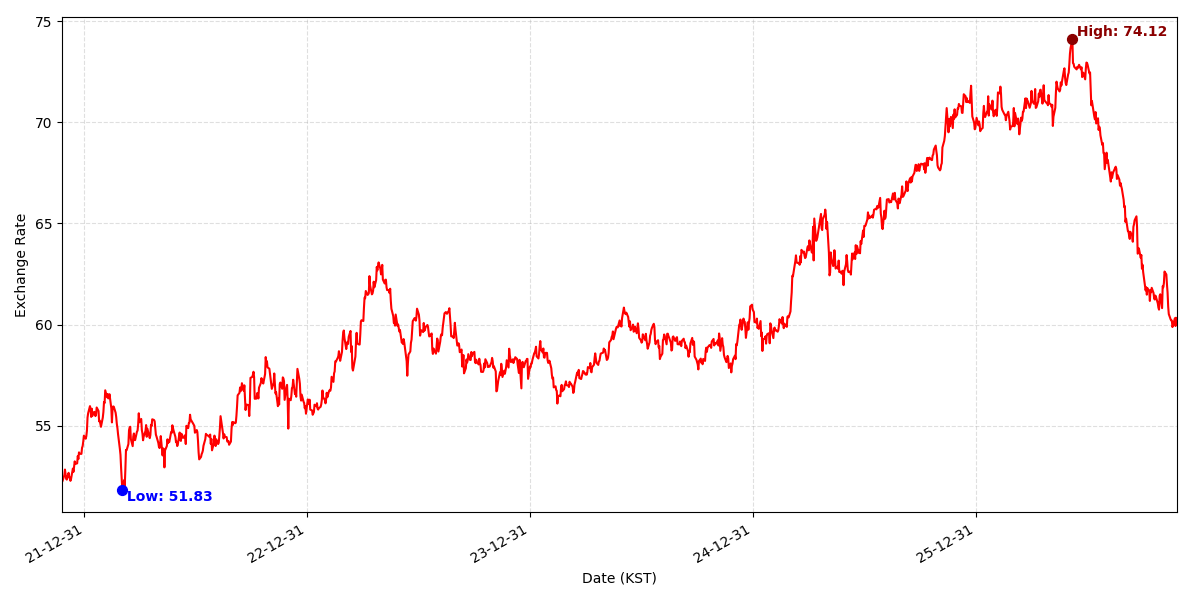 75
70
65
60
55
Exchange Rate
High: 74.12
Low: 51.83
21-12-31
22-12-31
23-12-31
24-12-31
25-12-31
Date (KST)